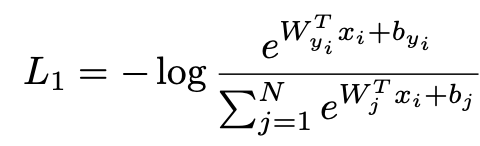 $L_1 = -\log \frac{e^{W_{y_i}^T x_i + b_{y_i}}}{\sum_{j=1}^{N} e^{W_j^T x_i + b_j}}$